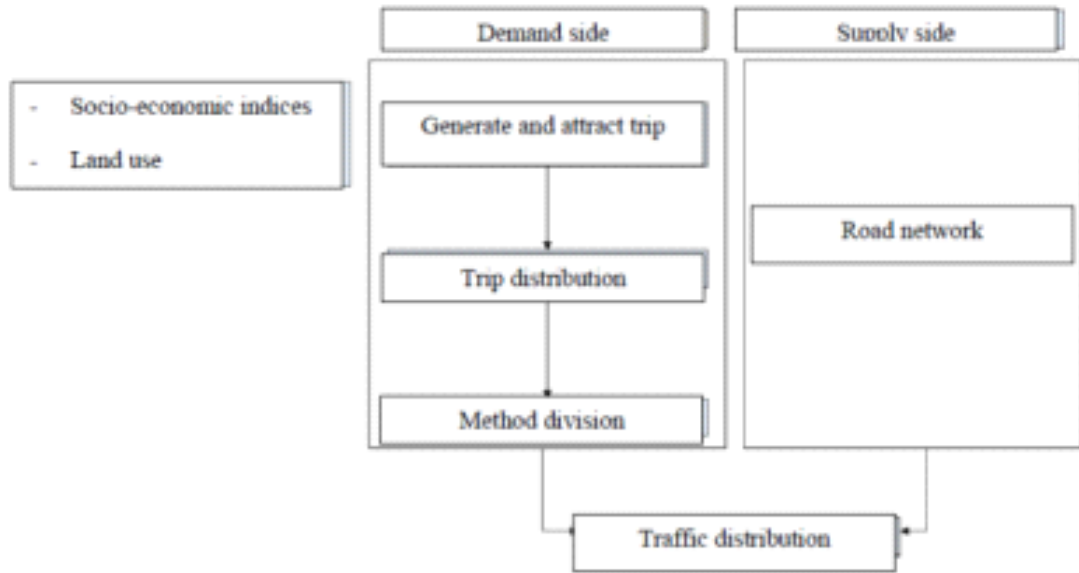 Demand side
Supply side
- Socio-economic indices
- Land use
Generate and attract trip
Road network
Trip distribution
Method division
Traffic distribution